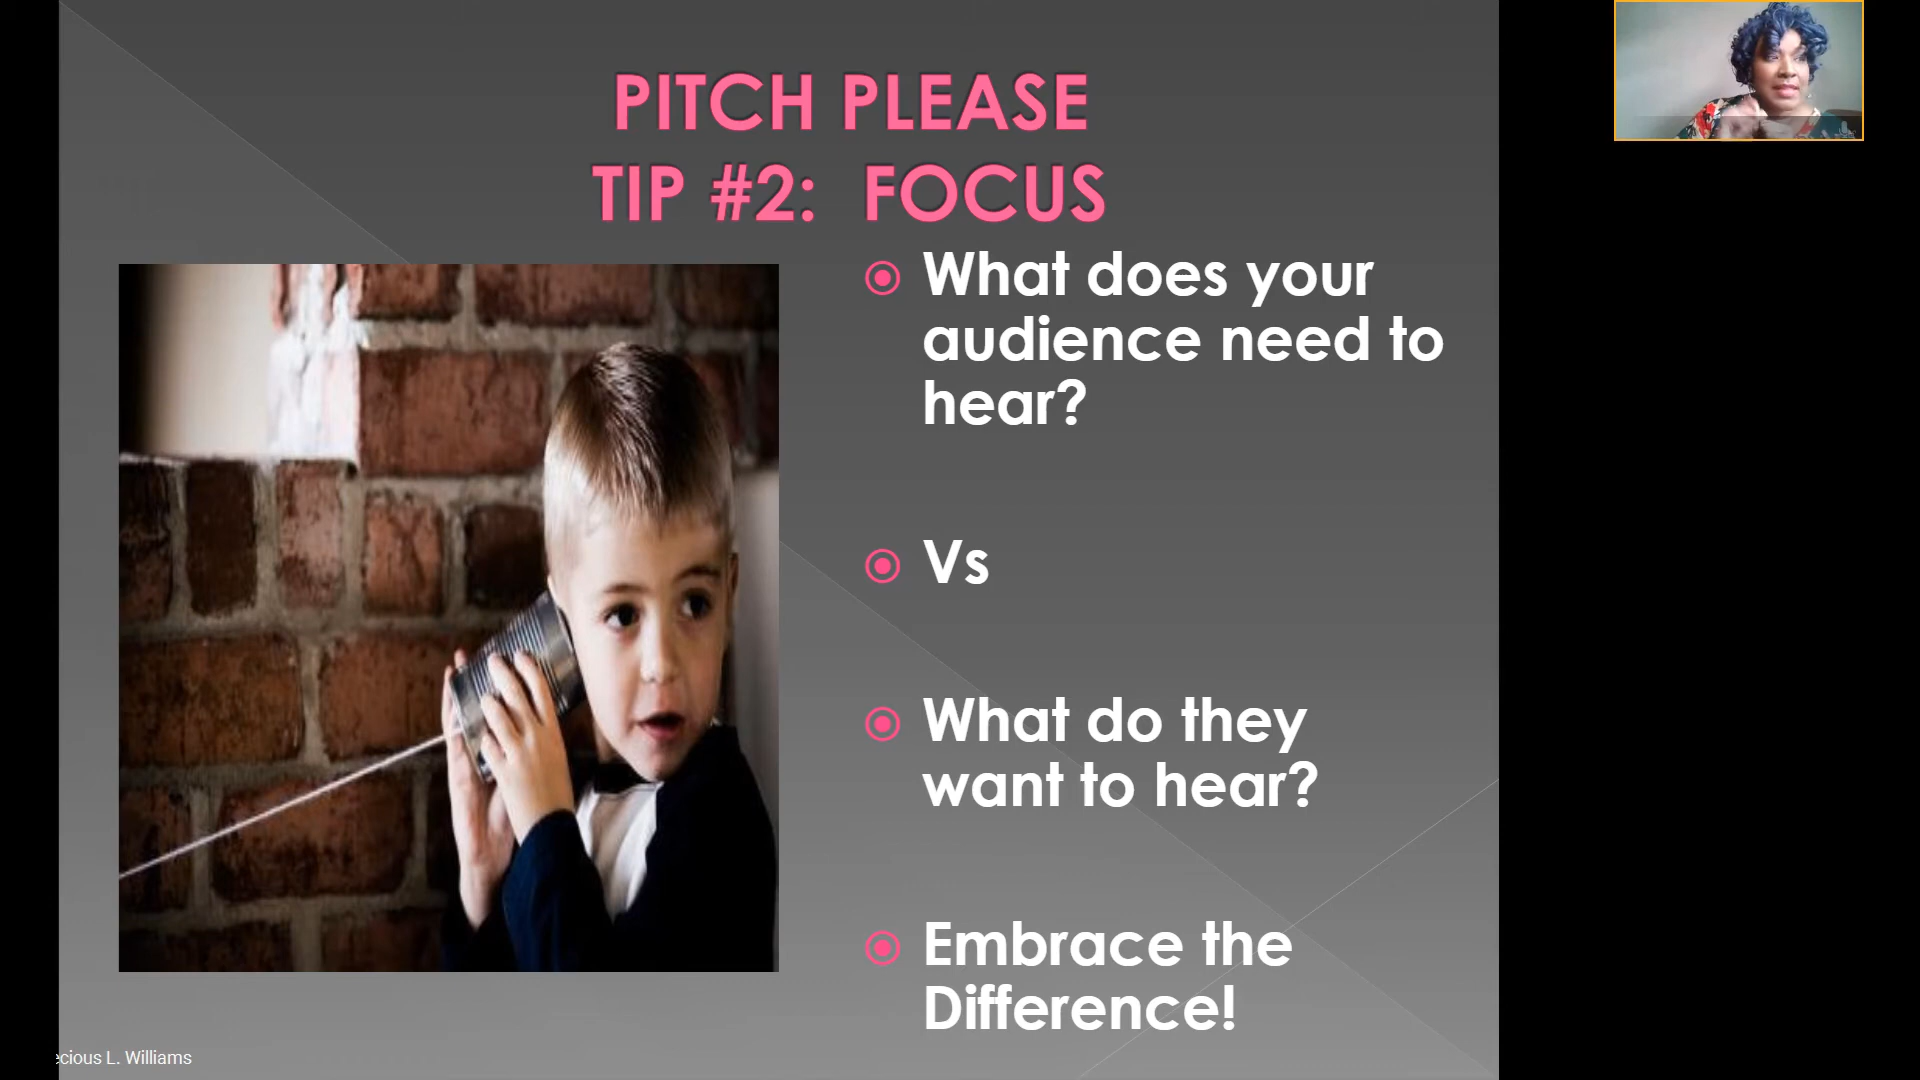 PITCH PLEASE
TIP #2: FOCUS
What does your
audience need to
hear?
Vs
What do they
want to hear?
Embrace the
Difference!
ecious L. Williams